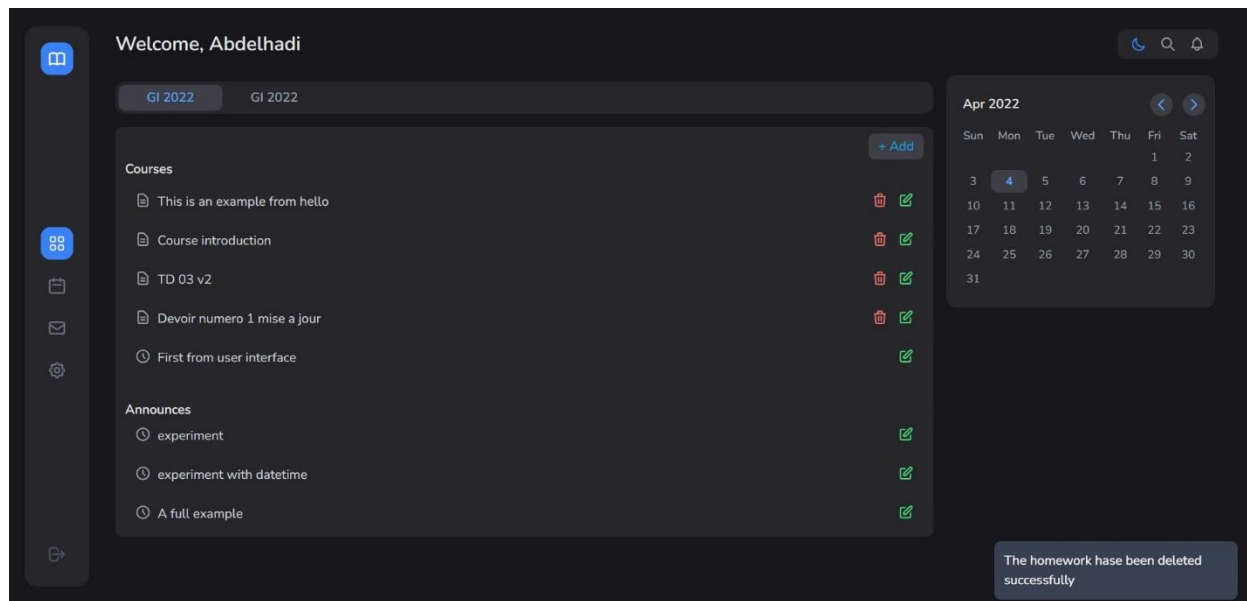 Welcome, Abdelhadi
GI 2022 GI 2022
+ Add
Courses
This is an example from hello
Course introduction
TD 03 v2
Devoir numero 1 mise a jour
First from user interface
Announces
experiment
experiment with datetime
A full example
Apr 2022
Sun Mon Tue Wed Thu Fri Sat
1 2
3 4 5 6 7 8 9
10 11 12 13 14 15 16
17 18 19 20 21 22 23
24 25 26 27 28 29 30
31
The homework hase been deleted
successfully